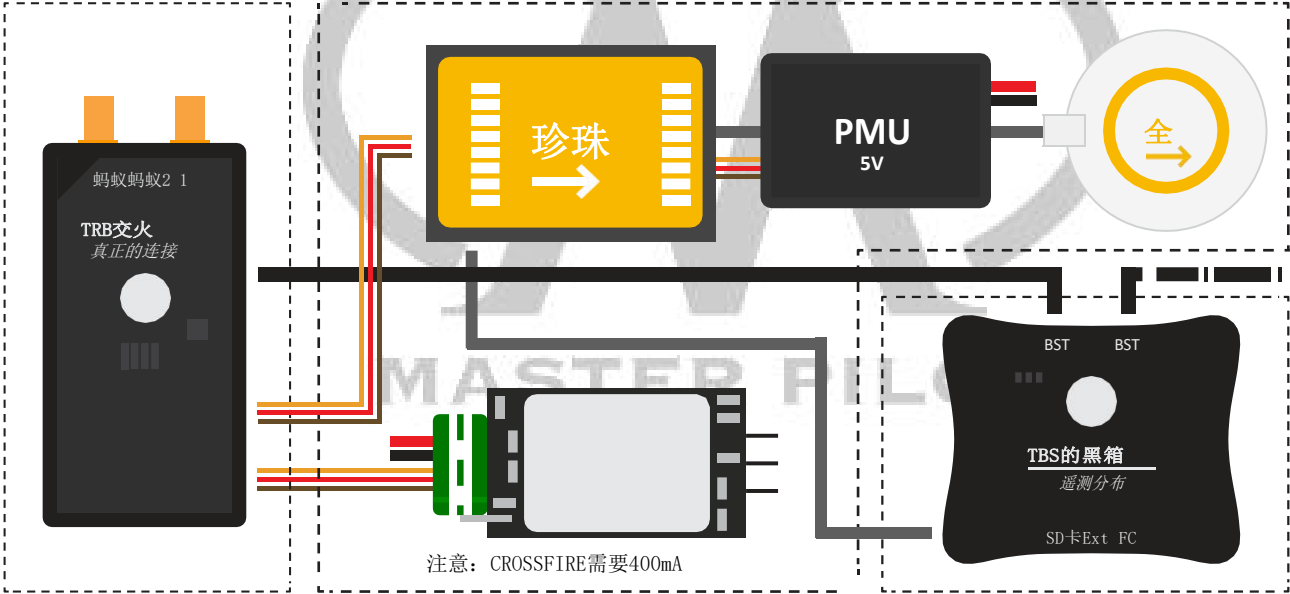 蚂蚁蚂蚁2 1
TRB交火
真正的连接
珍珠
PMU
5V
全
MASTER PIL
BST BST
TBS的黑箱
遥测分布
SD卡Ext FC
注意：CROSSFIRE需要400mA